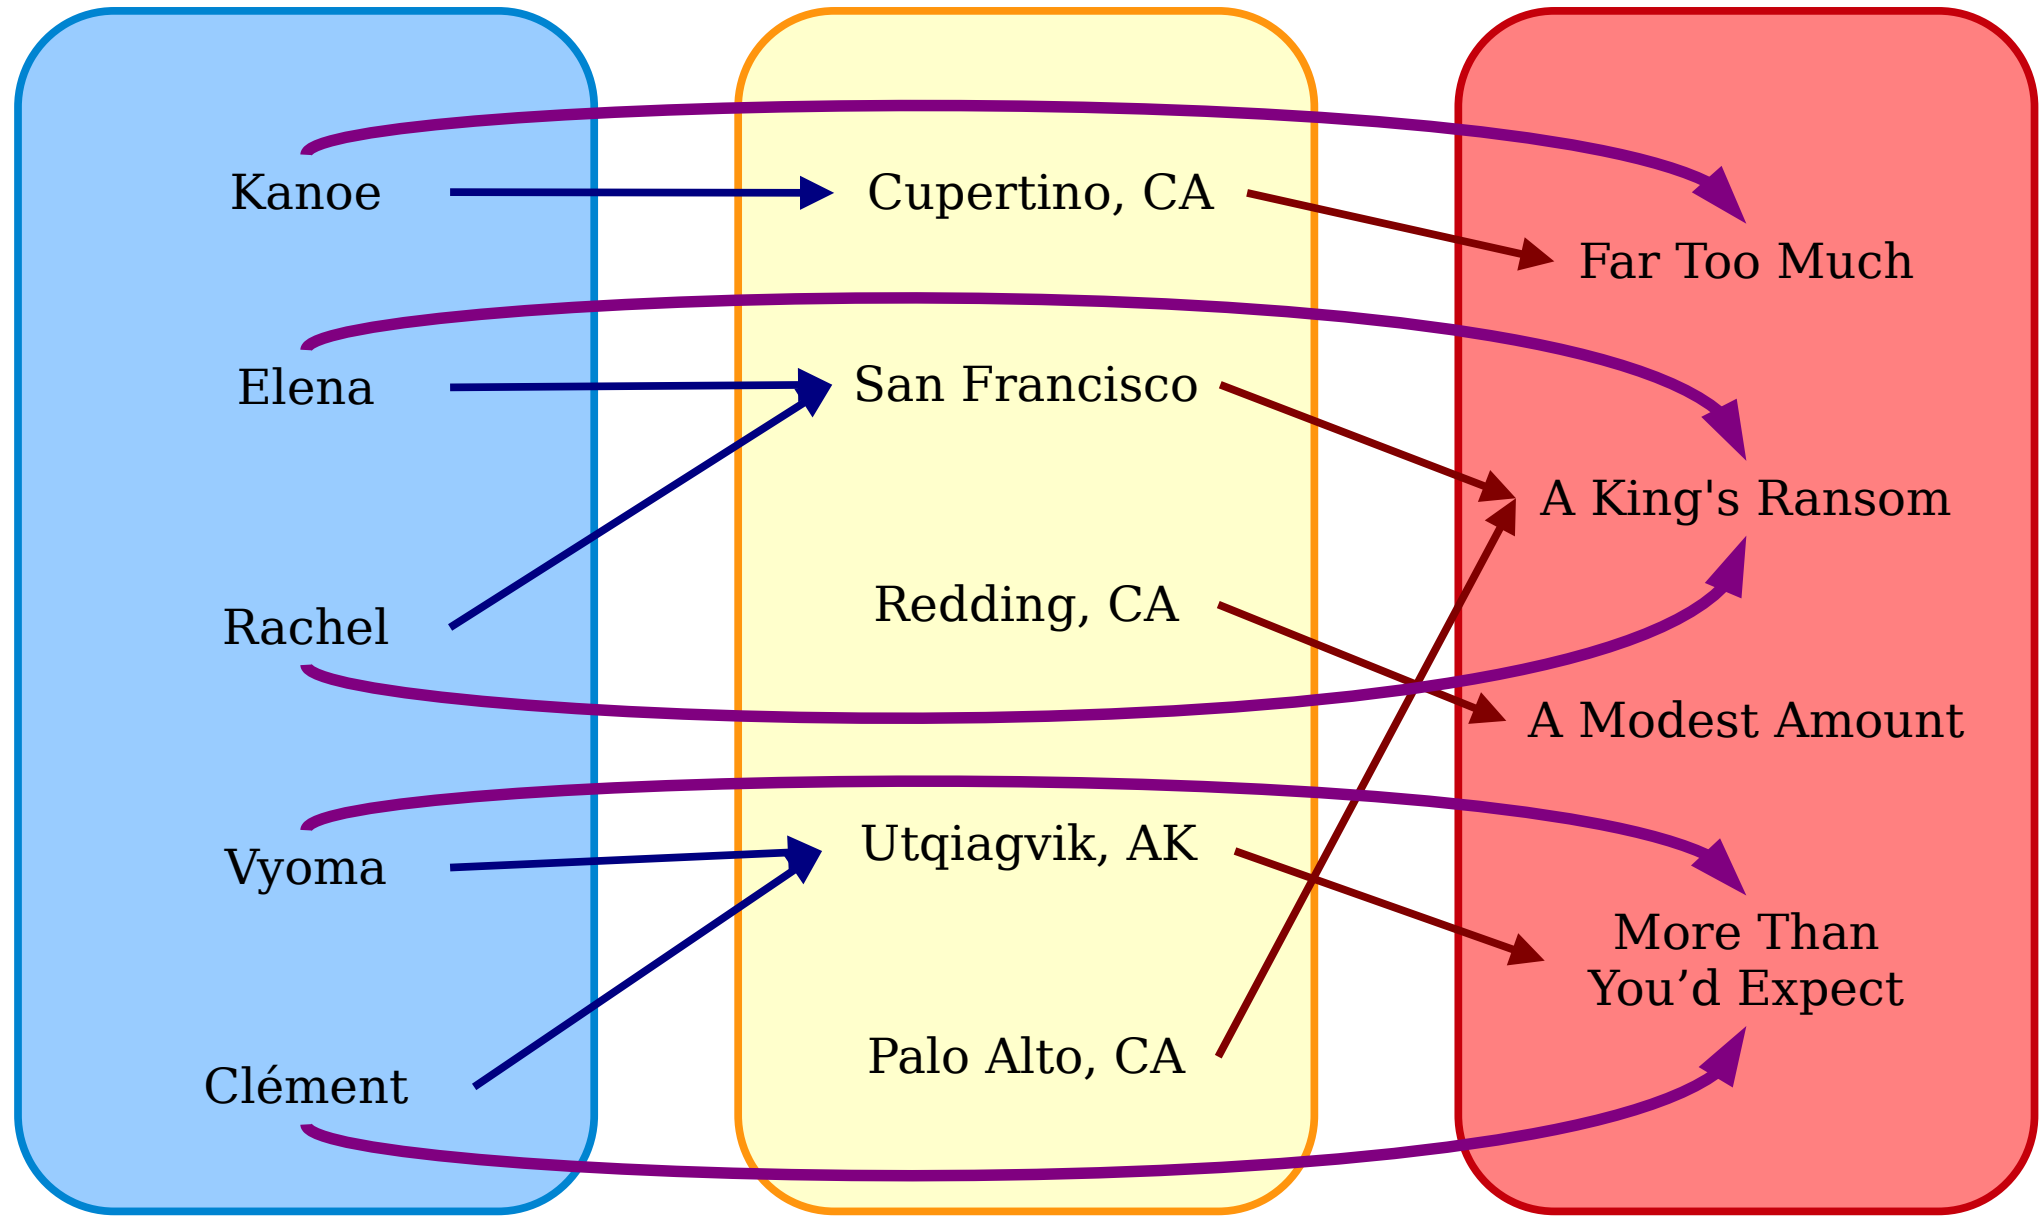 Kanoe
Elena
Rachel
Vyoma
Clément
Cupertino, CA
San Francisco
Redding, CA
Utqiagvik, AK
Palo Alto, CA
Far Too Much
A King's Ransom
A Modest Amount
More Than
You’d Expect